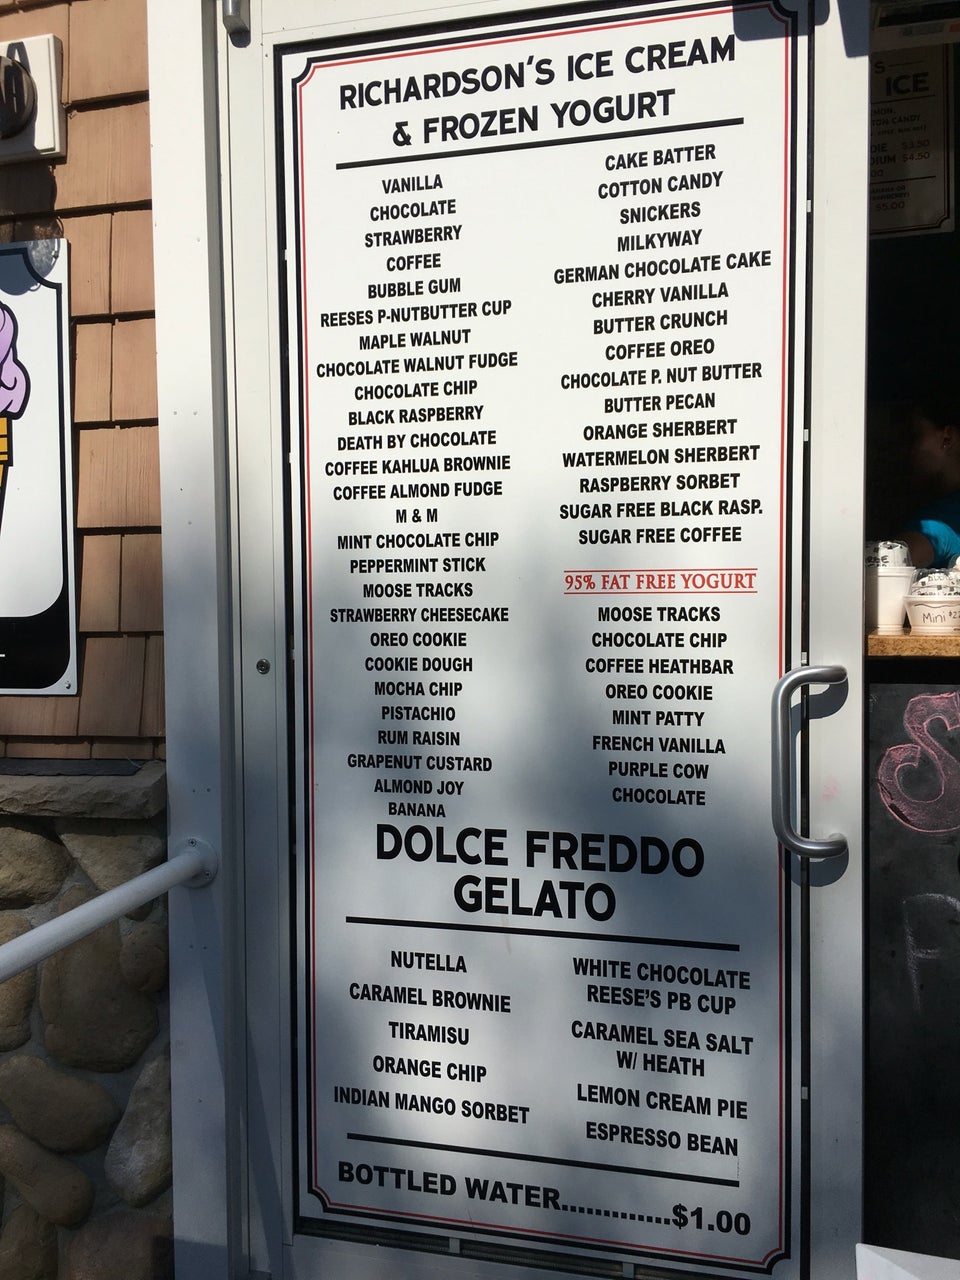 RICHARDSON'S ICE CREAM
& FROZEN YOGURT
VANILLA
CHOCOLATE
STRAWBERRY
COFFEE
BUBBLE GUM
REESES P-NUTBUTTER CUP
MAPLE WALNUT
CHOCOLATE WALNUT FUDGE
CHOCOLATE CHIP
BLACK RASPBERRY
DEATH BY CHOCOLATE
COFFEE KAHLUA BROWNIE
COFFEE ALMOND FUDGE
M & M
MINT CHOCOLATE CHIP
PEPPERMINT STICK
MOOSE TRACKS
STRAWBERRY CHEESECAKE
OREO COOKIE
COOKIE DOUGH
MOCHA CHIP
PISTACHIO
RUM RAISIN
GRAPENUT CUSTARD
ALMOND JOY
BANANA
CAKE BATTER
COTTON CANDY
SNICKERS
MILKYWAY
GERMAN CHOCOLATE CAKE
CHERRY VANILLA
BUTTER CRUNCH
COFFEE OREO
CHOCOLATE P. NUT BUTTER
BUTTER PECAN
ORANGE SHERBERT
WATERMELON SHERBERT
RASPBERRY SORBET
SUGAR FREE BLACK RASP.
SUGAR FREE COFFEE
95% FAT FREE YOGURT
MOOSE TRACKS
CHOCOLATE CHIP
COFFEE HEATHBAR
OREO COOKIE
MINT PATTY
FRENCH VANILLA
PURPLE COW
CHOCOLATE
DOLCE FREDDO
GELATO
NUTELLA
CARAMEL BROWNIE
TIRAMISU
ORANGE CHIP
INDIAN MANGO SORBET
WHITE CHOCOLATE
REESE'S PB CUP
CARAMEL SEA SALT
W/ HEATH
LEMON CREAM PIE
ESPRESSO BEAN
BOTTLED WATER.............$1.00
ICE
CANDY
$3.50
$4.50
$5.00
Mini
S